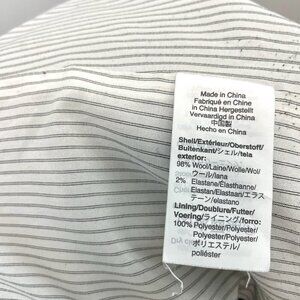 Made in China
Fabriqué en Chine
In China Hergestellt
Vervaardigd in China
中国製
Hecho en China
Shell/Extérieur/Oberstoff/
Buitenkant/シェル/tela
exterior:
98% Wool/Laine/Wolle/Wol/
ウール/lana
2% Elastane/Élasthanne/
Elastan/Elastaan/エラス
テーン/elastano
Lining/Doublure/Futter/
Voering/ライニング/forro:
100% Polyester/Polyester/
Polyester/Polyester/
ポリエステル/
poliéster